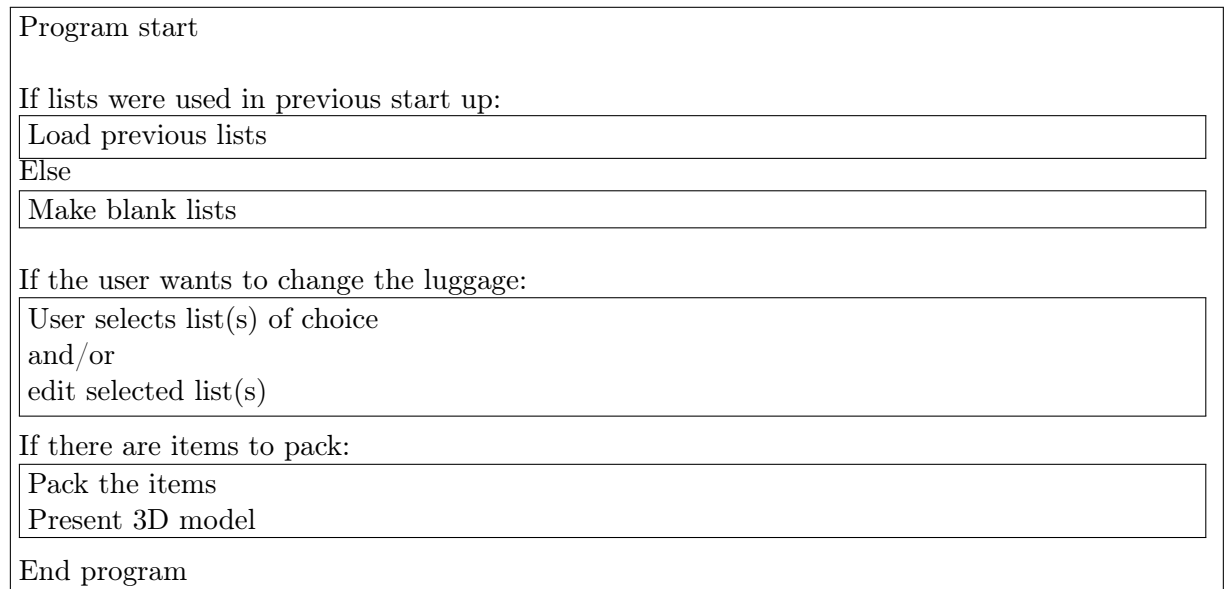 Program start
If lists were used in previous start up:
Load previous lists
Else
Make blank lists
If the user wants to change the luggage:
User selects list(s) of choice
and/or
edit selected list(s)
If there are items to pack:
Pack the items
Present 3D model
End program